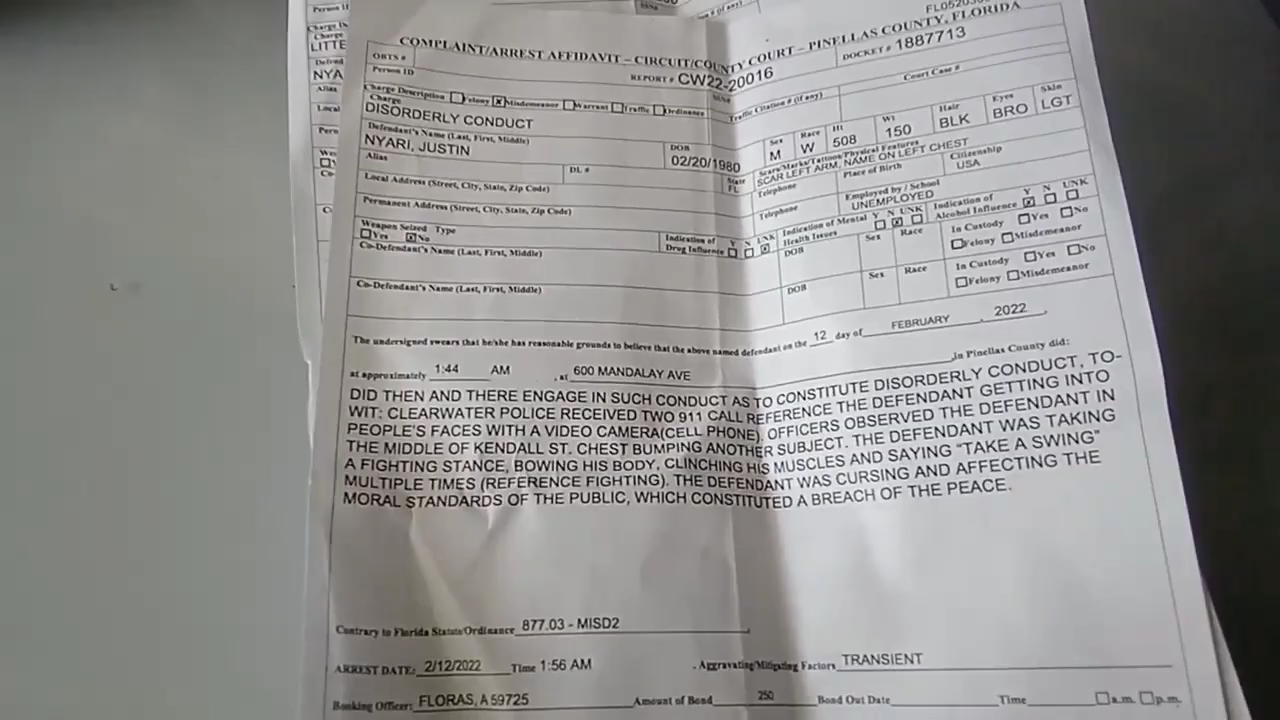 Person I
Charge
LITTE
NYA
Alias
Local
COMPLAINT/ARREST AFFIDAVIT – CIRCUIT/COUNTY COURT – PINELLAS COUNTY, FLORIDA
OBTS #
REPORT # CW22-20016
DOCKET # 1887713
Person ID
Court Case #
Charge Description ☐Felony ☒Misdemeanor ☐Warrant ☐Traffic ☐Ordinance
Traffic Citation # (if any)
Charge
DISORDERLY CONDUCT
Defendant's Name (Last, First, Middle)
NYARI, JUSTIN
DOB
02/20/1980
Sex
M
Race
W
Ht
508
Wt
150
Hair
BLK
Eyes
BRO
Skin
LGT
Alias
DL #
State
FL
Scars/Marks/Tattoos/Physical Features
SCAR LEFT ARM, NAME ON LEFT CHEST
Local Address (Street, City, State, Zip Code)
Telephone
Place of Birth
Citizenship
USA
Permanent Address (Street, City, Stat, Zip Code)
Telephone
Employed by / School
UNEMPLOYED
Weapon Seized Type
☐Yes ☒No
Indication of Drug Influence Y ☐ N ☐ UNK ☒
Indication of Mental Health Issues Y ☐ N ☒ UNK ☐
Indication of Alcohol Influence Y ☒ N ☐ UNK ☐
Co-Defendant's Name (Last, First, Middle)
DOB
Sex
Race
In Custody ☐Yes ☐No
☐Felony ☐Misdemeanor
Co-Defendant's Name (Last, First, Middle)
DOB
Sex
Race
In Custody ☐Yes ☐No
☐Felony ☐Misdemeanor
The undersigned swears that he/she has reasonable grounds to believe that the above named defendant on the 12 day of FEBRUARY, 2022,
at approximately 1:44 AM, at 600 MANDALAY AVE, in Pinellas County did:
DID THEN AND THERE ENGAGE IN SUCH CONDUCT AS TO CONSTITUTE DISORDERLY CONDUCT, TO-
WIT: CLEARWATER POLICE RECEIVED TWO 911 CALL REFERENCE THE DEFENDANT GETTING INTO
PEOPLE'S FACES WITH A VIDEO CAMERA(CELL PHONE). OFFICERS OBSERVED THE DEFENDANT IN
THE MIDDLE OF KENDALL ST. CHEST BUMPING ANOTHER SUBJECT. THE DEFENDANT WAS TAKING
A FIGHTING STANCE, BOWING HIS BODY, CLINCHING HIS MUSCLES AND SAYING "TAKE A SWING"
MULTIPLE TIMES (REFERENCE FIGHTING). THE DEFENDANT WAS CURSING AND AFFECTING THE
MORAL STANDARDS OF THE PUBLIC, WHICH CONSTITUTED A BREACH OF THE PEACE.
Contrary to Florida Statute/Ordinance 877.03 - MISD2
ARREST DATE: 2/12/2022 Time 1:56 AM . Aggravating/Mitigating Factors TRANSIENT
Booking Officer: FLORAS, A 59725 Amount of Bond 250 Bond Out Date Time ☐a.m. ☐p.m.